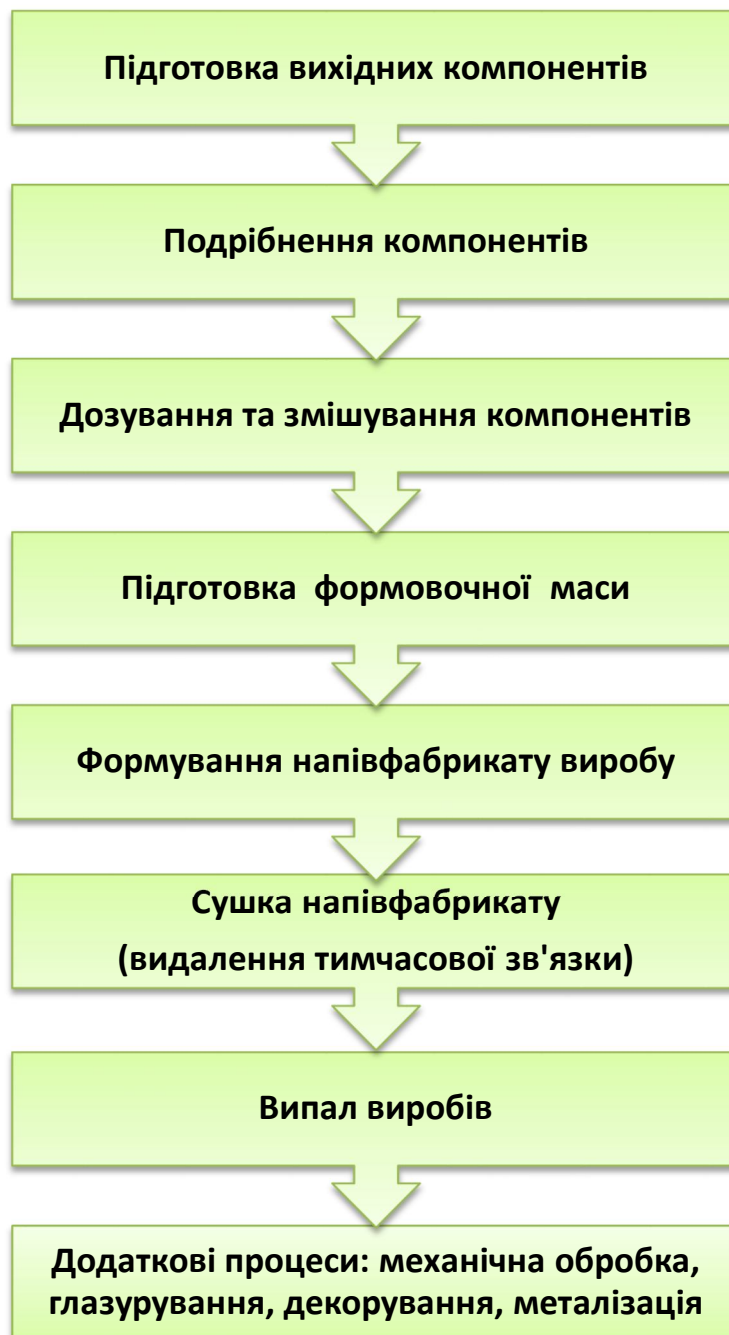 Підготовка вихідних компонентів
Подрібнення компонентів
Дозування та змішування компонентів
Підготовка формовочної маси
Формування напівфабрикату виробу
Сушка напівфабрикату
(видалення тимчасової зв'язки)
Випал виробів
Додаткові процеси: механічна обробка,
глазурування, декорування, металізація